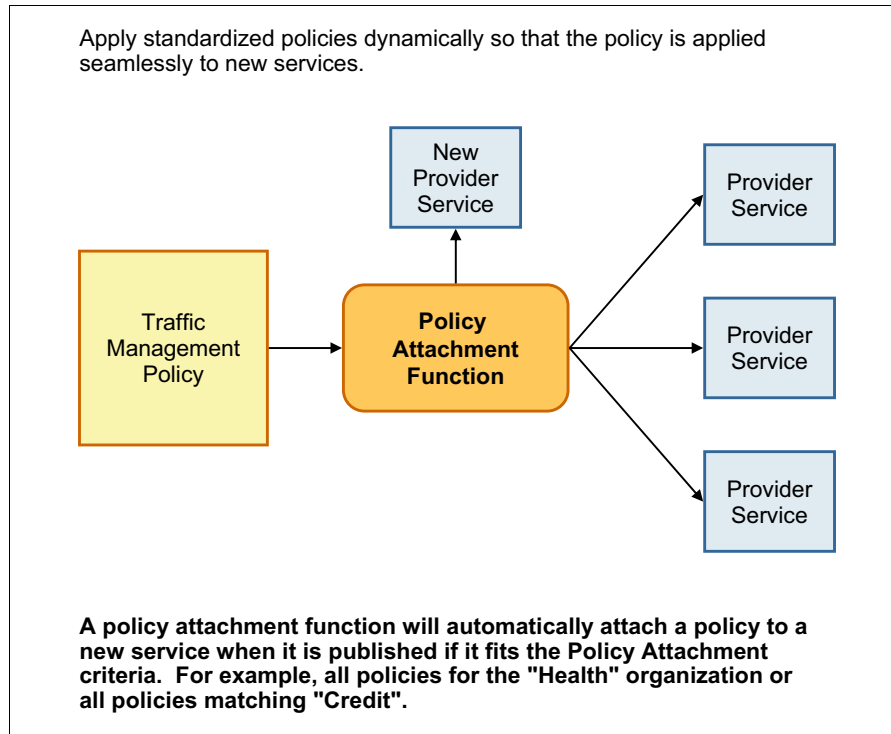 Apply standardized policies dynamically so that the policy is applied
seamlessly to new services.
New
Provider
Service
Provider
Service
Traffic
Management
Policy
Policy
Attachment
Function
Provider
Service
Provider
Service
A policy attachment function will automatically attach a policy to a
new service when it is published if it fits the Policy Attachment
criteria.  For example, all policies for the "Health" organization or
all policies matching "Credit".